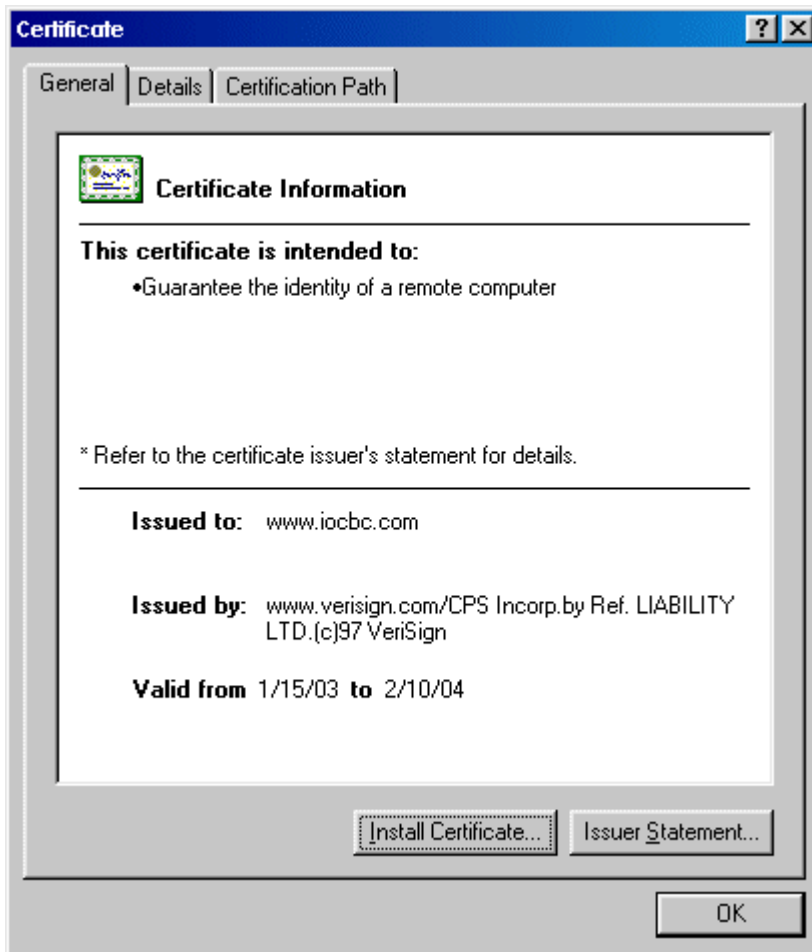 Certificate
General Details Certification Path
Certificate Information
This certificate is intended to:
•Guarantee the identity of a remote computer
* Refer to the certificate issuer's statement for details.
Issued to: www.iocbc.com
Issued by: www.verisign.com/CPS Incorp.by Ref. LIABILITY
LTD.(c)97 VeriSign
Valid from 1/15/03 to 2/10/04
Install Certificate... Issuer Statement...
OK